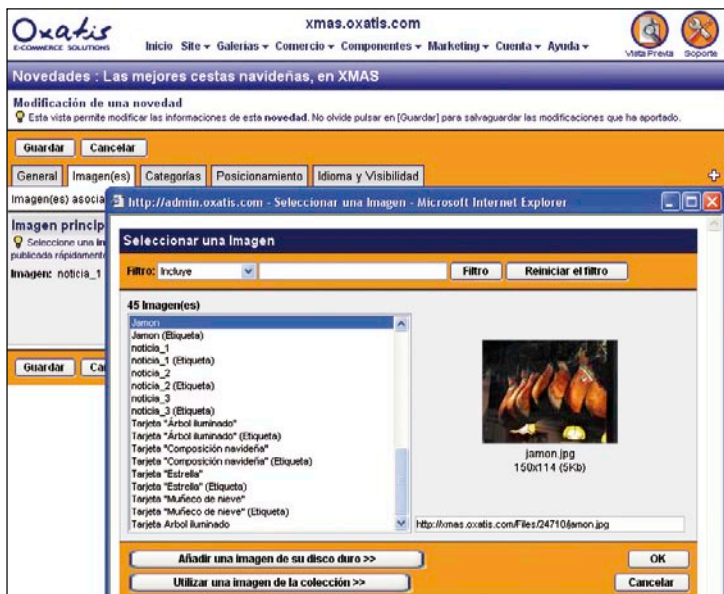 Oxatis
E-COMMERCE SOLUTIONS
xmas.oxatis.com
Inicio Site Galerías Comercio Componentes Marketing Cuenta Ayuda
Vista Previa
Soporte
Novedades : Las mejores cestas navideñas, en XMAS
Modificación de una novedad
Esta vista permite modificar las informaciones de esta novedad. No olvide pulsar en [Guardar] para salvaguardar las modificaciones que ha aportado.
Guardar Cancelar
General Imagen(es) Categorías Posicionamiento Idioma y Visibilidad
Imagen(es) asocia
http://admin.oxatis.com - Seleccionar una Imagen - Microsoft Internet Explorer
Imagen princip
Seleccione una im
publicada rápidamente
Imagen: noticia_1
Guardar Ca
Seleccionar una Imagen
Filtro: Incluye Filtro Reiniciar el filtro
45 Imagen(es)
Jamon
Jamon (Etiqueta)
noticia_1
noticia_1 (Etiqueta)
noticia_2
noticia_2 (Etiqueta)
noticia_3
noticia_3 (Etiqueta)
Tarjeta "Árbol iluminado"
Tarjeta "Árbol iluminado" (Etiqueta)
Tarjeta "Composición navideña"
Tarjeta "Composición navideña" (Etiqueta)
Tarjeta "Estrella"
Tarjeta "Estrella" (Etiqueta)
Tarjeta "Muñeco de nieve"
Tarjeta "Muñeco de nieve" (Etiqueta)
Tarjeta Arbol iluminado
jamon.jpg
150x114 (5Kb)
http://xmas.oxatis.com/Files/24710/jamon.jpg
Añadir una imagen de su disco duro >>
OK
Utilizar una imagen de la colección >>
Cancelar